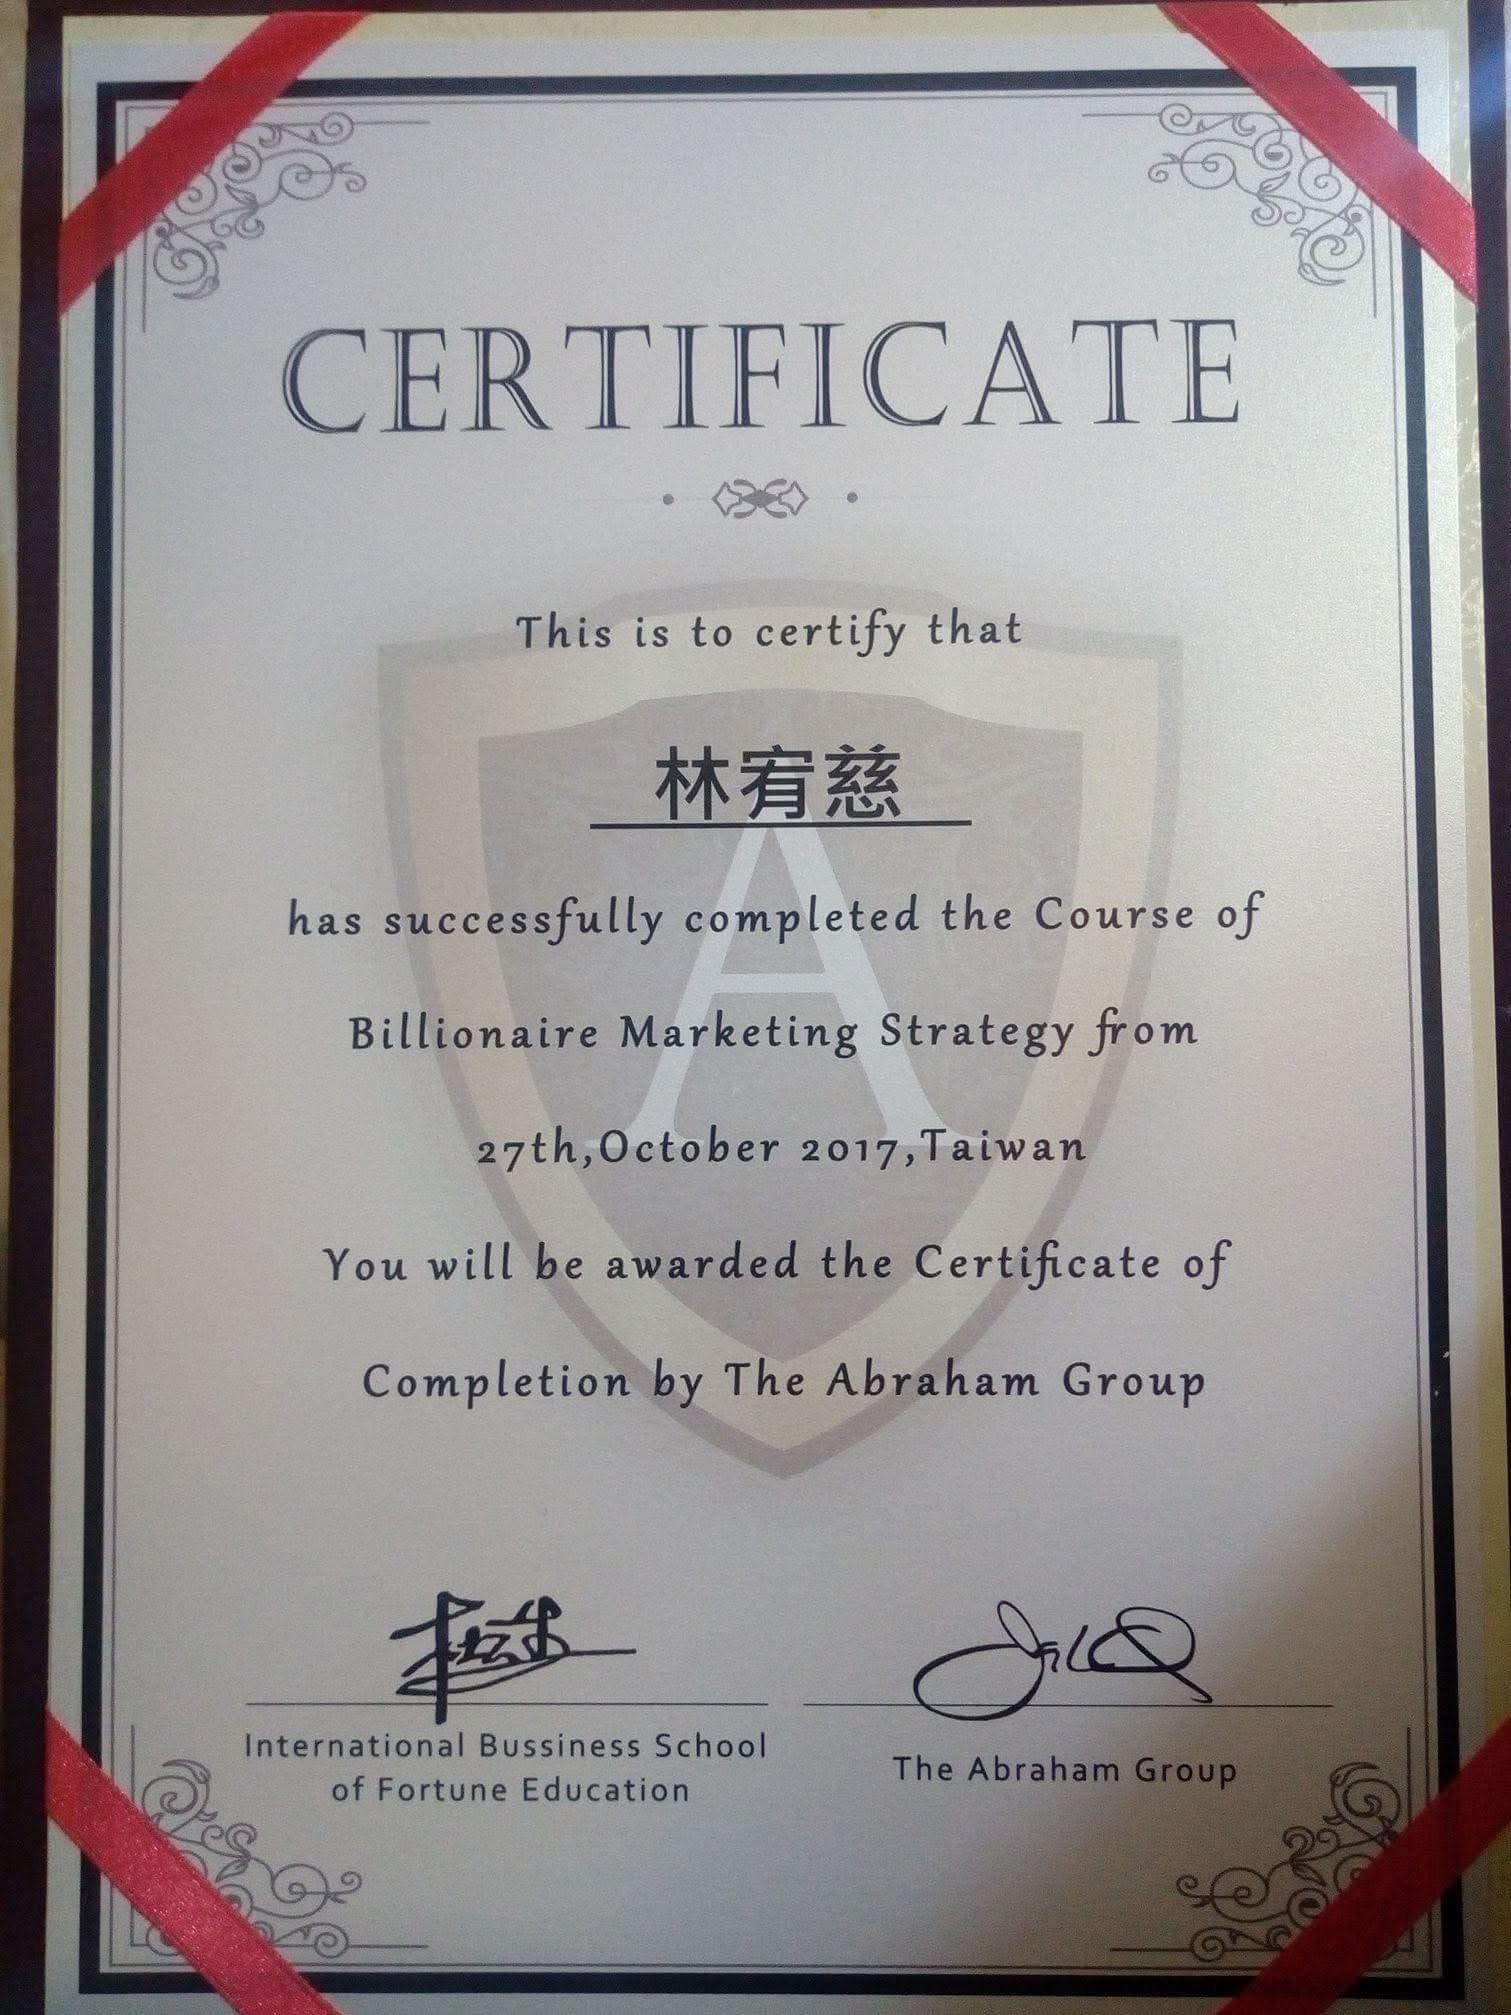 CERTIFICATE
This is to certify that
林宥慈
has successfully completed the Course of
Billionaire Marketing Strategy from
27th,October 2017,Taiwan
You will be awarded the Certificate of
Completion by The Abraham Group
International Bussiness School
of Fortune Education
The Abraham Group
A